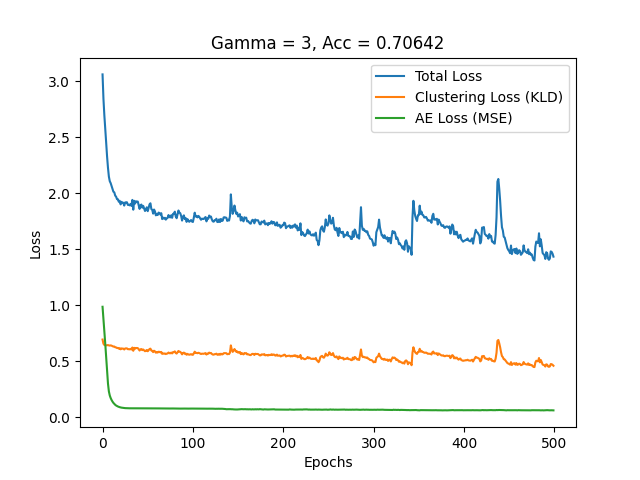 Gamma = 3, Acc = 0.70642
Total Loss
Clustering Loss (KLD)
AE Loss (MSE)
3.0
2.5
2.0
1.5
1.0
0.5
0.0
Loss
0 100 200 300 400 500
Epochs